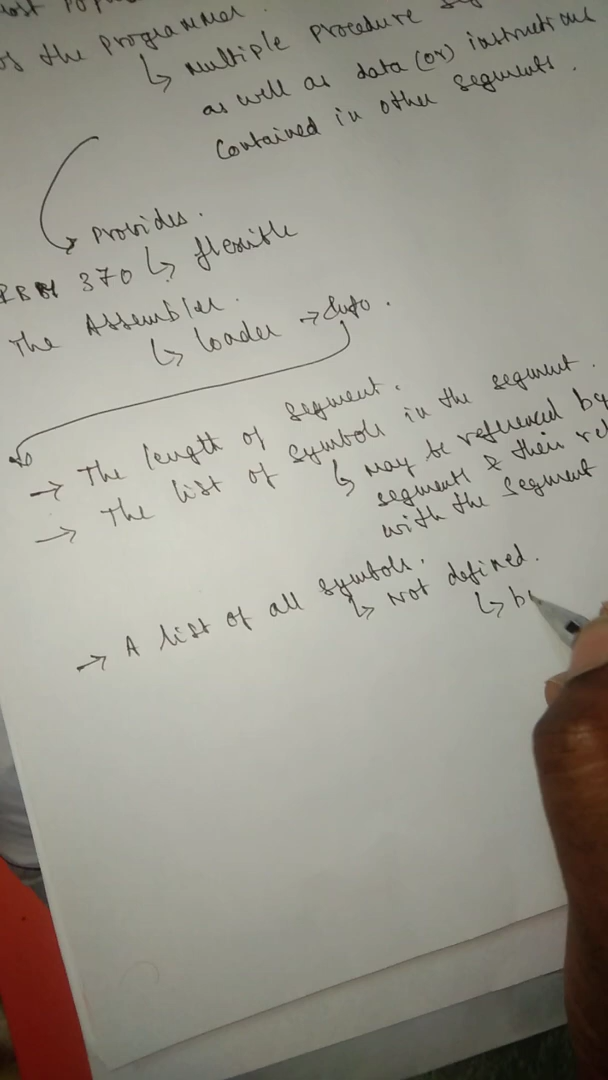 of the programmer.
↳ multiple procedure
as well as data (or) instructions
contained in other segments.
↳ Provides.
370 ↳ flexible
The Assembler.
↳ loader → Info.
→ The length of segment.
→ The list of symbols in the segment.
↳ may be referenced by
segments & their
with the segment
→ A list of all symbols.
↳ Not defined.
↳